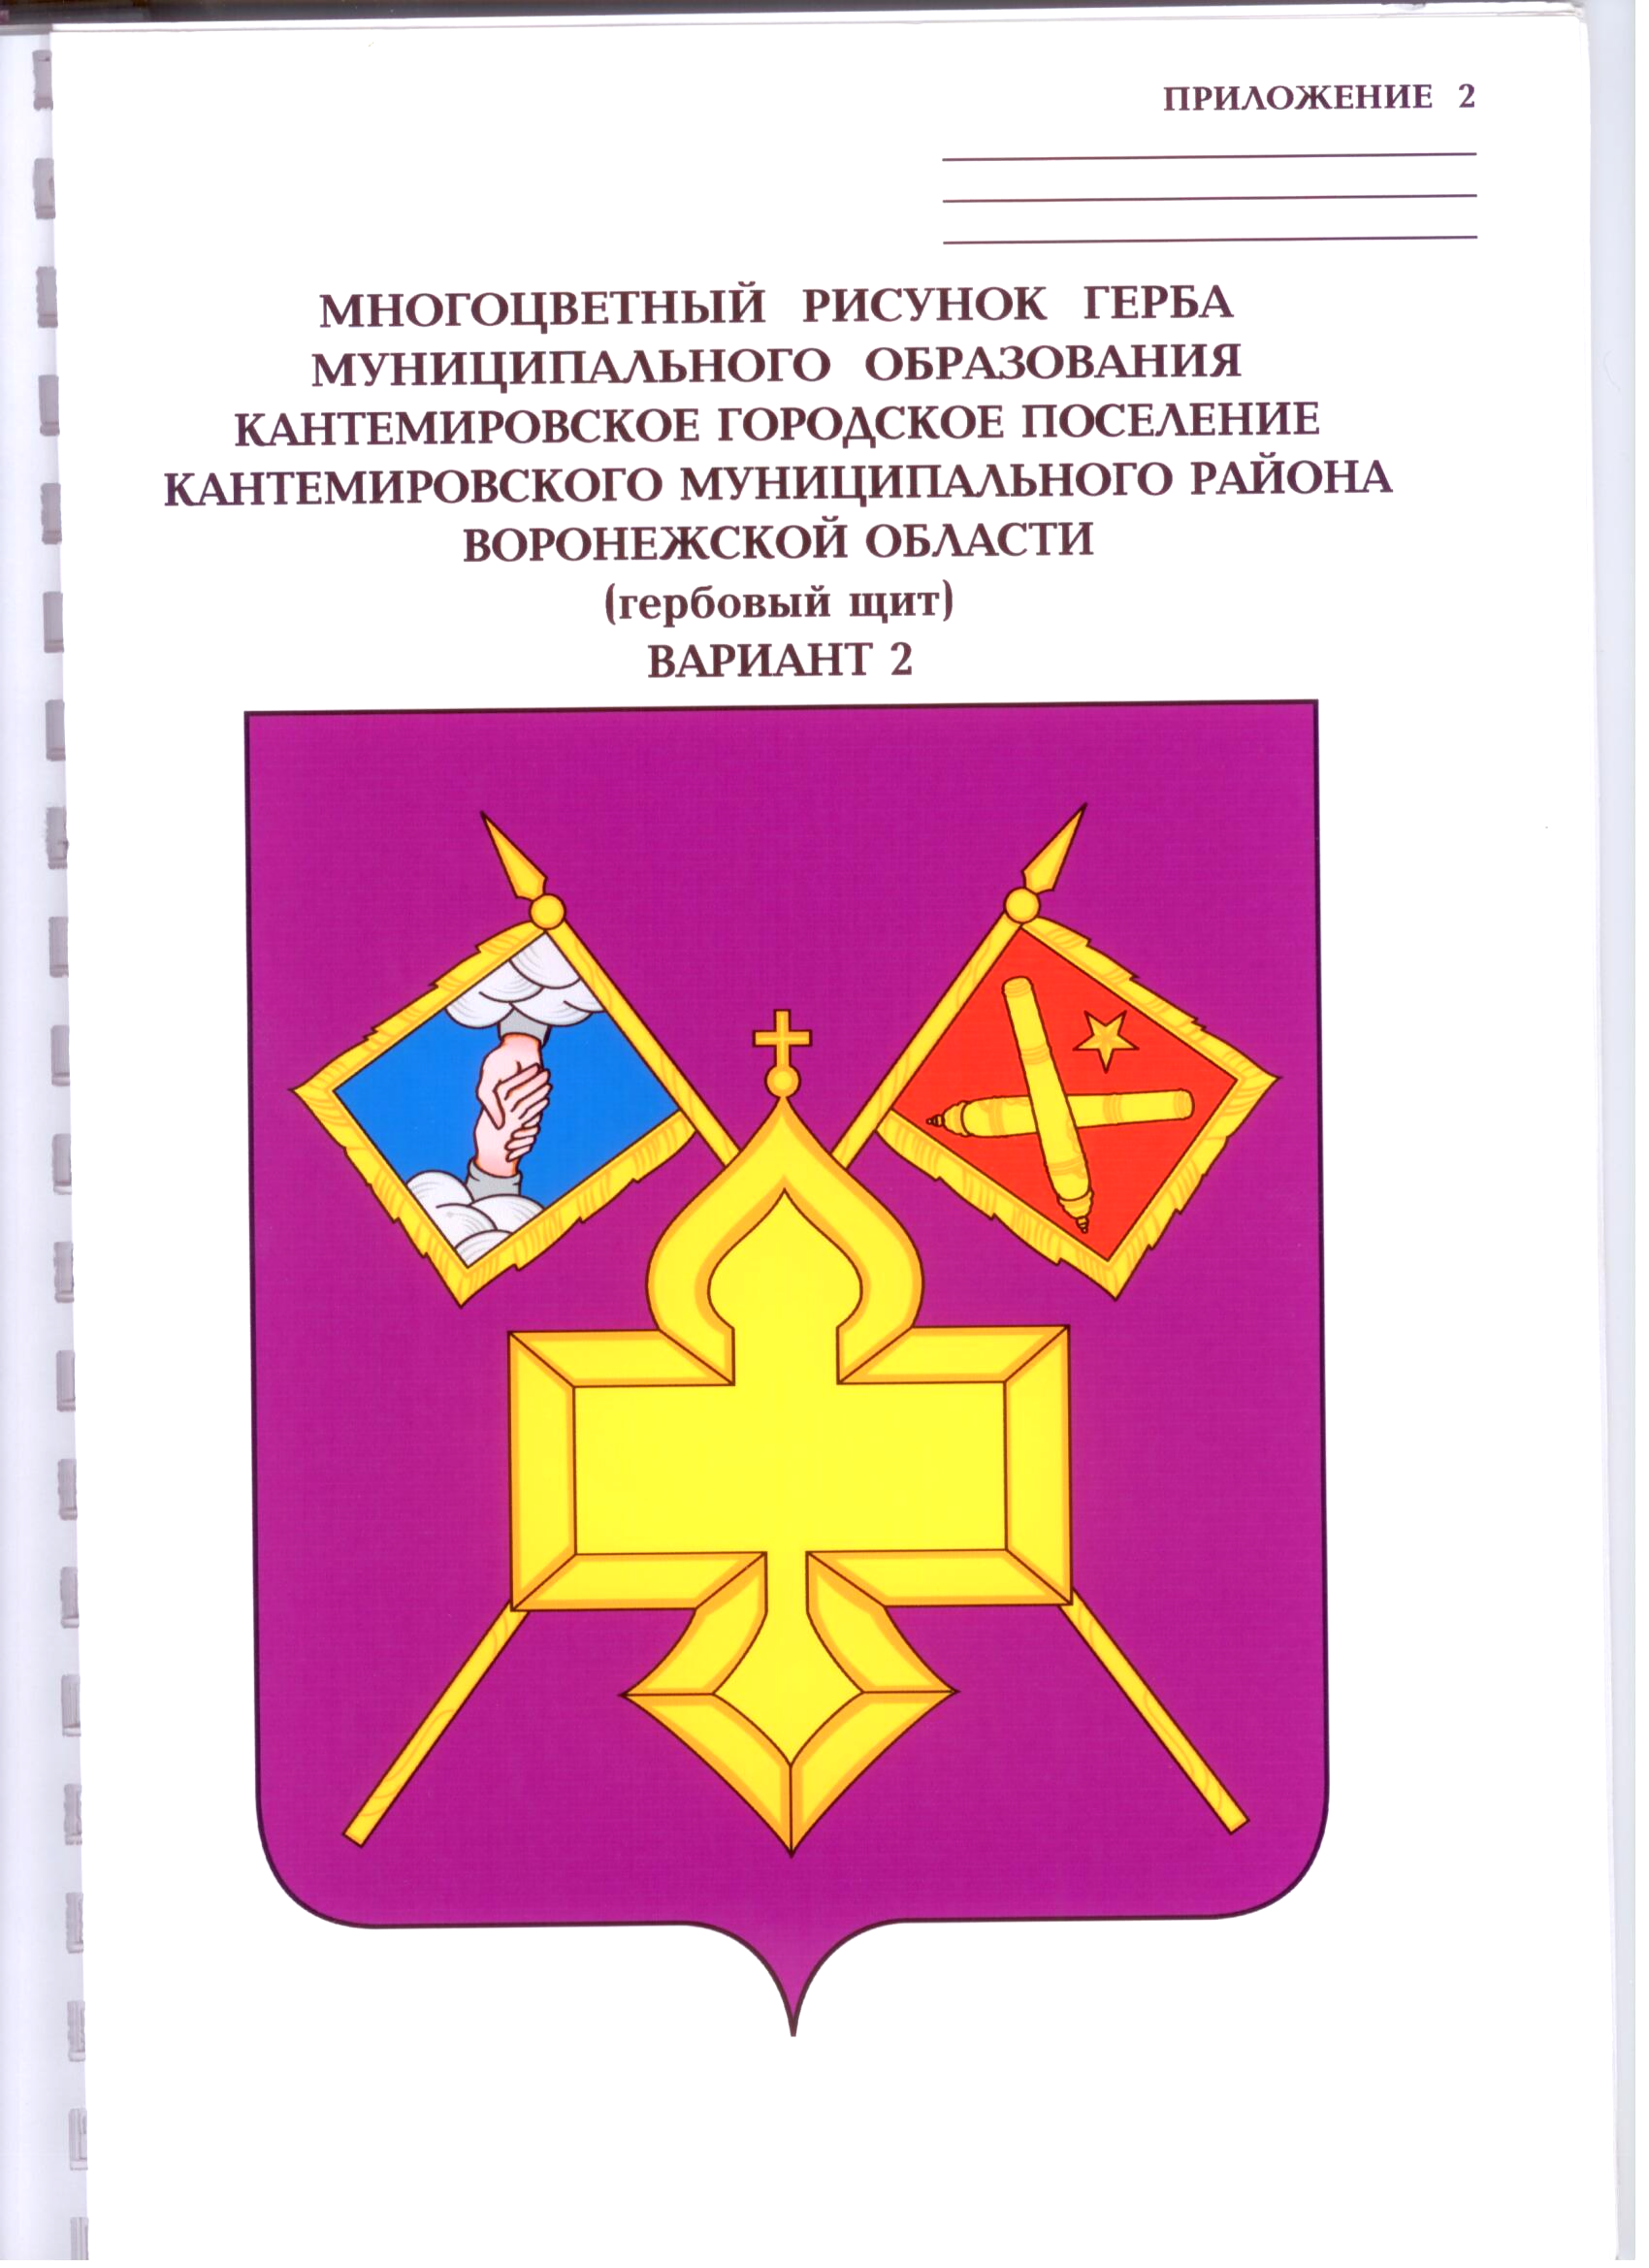 ПРИЛОЖЕНИЕ 2
МНОГОЦВЕТНЫЙ РИСУНОК ГЕРБА
МУНИЦИПАЛЬНОГО ОБРАЗОВАНИЯ
КАНТЕМИРОВСКОЕ ГОРОДСКОЕ ПОСЕЛЕНИЕ
КАНТЕМИРОВСКОГО МУНИЦИПАЛЬНОГО РАЙОНА
ВОРОНЕЖСКОЙ ОБЛАСТИ
(гербовый щит)
ВАРИАНТ 2